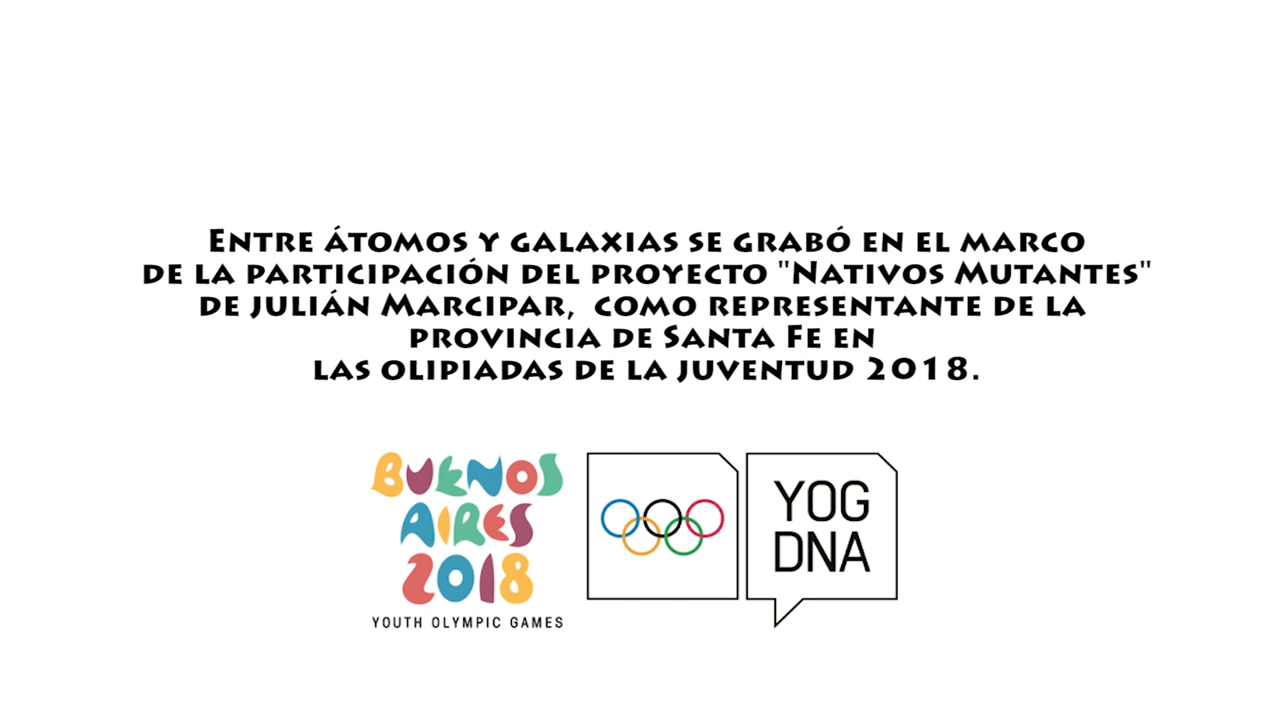 Entre átomos y galaxias se grabó en el marco
de la participación del proyecto "Nativos Mutantes"
de julián Marcipar,  como representante de la
provincia de Santa Fe en
las olipiadas de la juventud 2018.
BUENOS
AIRES
2018
YOUTH OLYMPIC GAMES
YOG
DNA